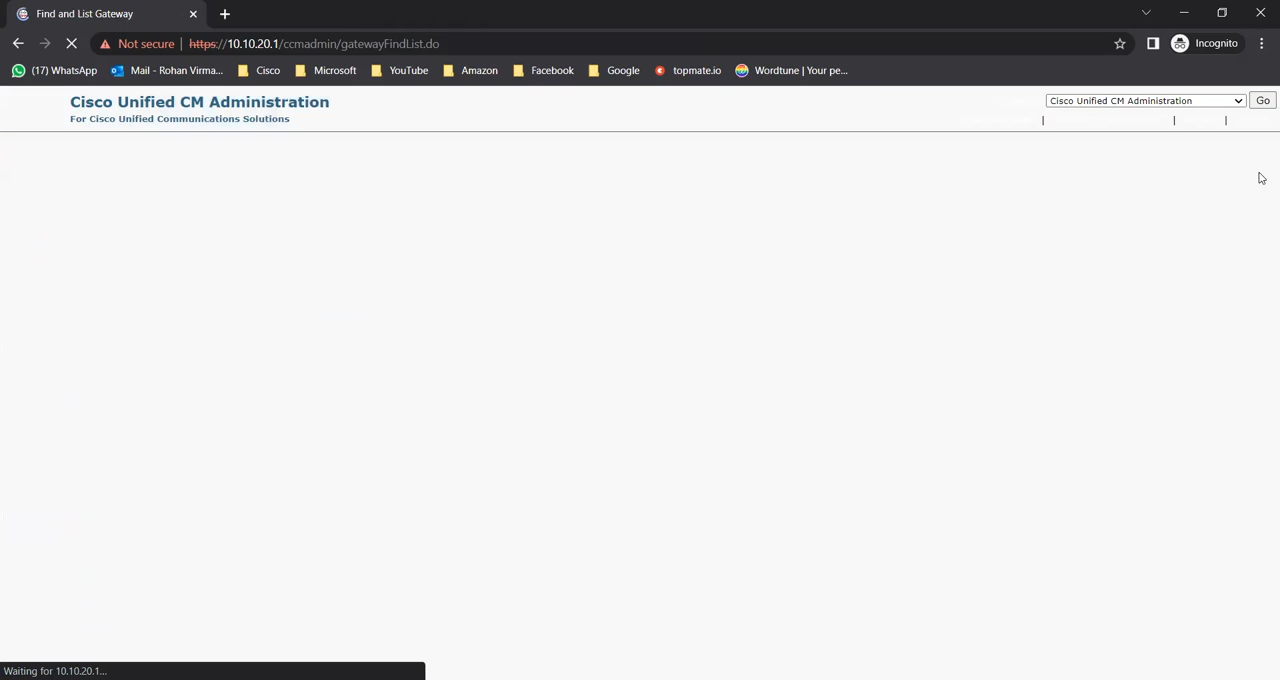 Find and List Gateway
Not secure | https://10.10.20.1/ccmadmin/gatewayFindList.do
Incognito
(17) WhatsApp
Mail - Rohan Virma...
Cisco
Microsoft
YouTube
Amazon
Facebook
Google
topmate.io
Wordtune | Your pe...
Cisco Unified CM Administration
For Cisco Unified Communications Solutions
Cisco Unified CM Administration
Go
| | |
Waiting for 10.10.20.1...